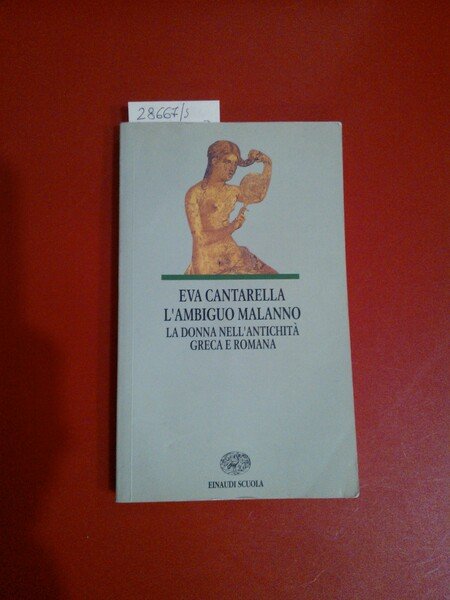 28667/s
EVA CANTARELLA
L'AMBIGUO MALANNO
LA DONNA NELL'ANTICHITÀ
GRECA E ROMANA
EINAUDI SCUOLA